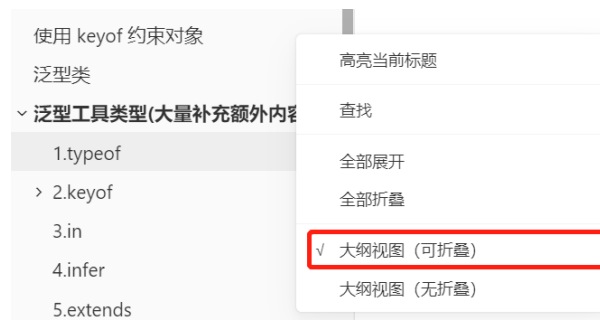 使用 keyof 约束对象
泛型类
泛型工具类型(大量补充额外内容
1.typeof
2.keyof
3.in
4.infer
5.extends
高亮当前标题
查找
全部展开
全部折叠
√ 大纲视图（可折叠）
大纲视图（无折叠）